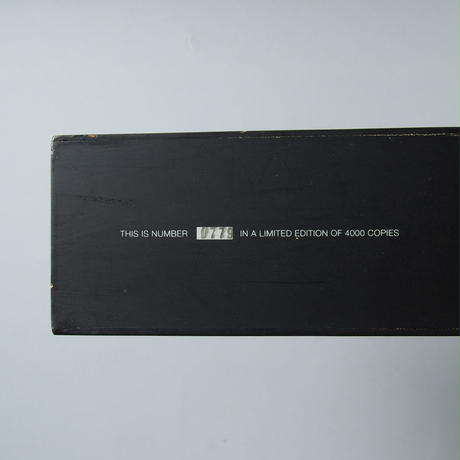 THIS IS NUMBER 0779 IN A LIMITED EDITION OF 4000 COPIES